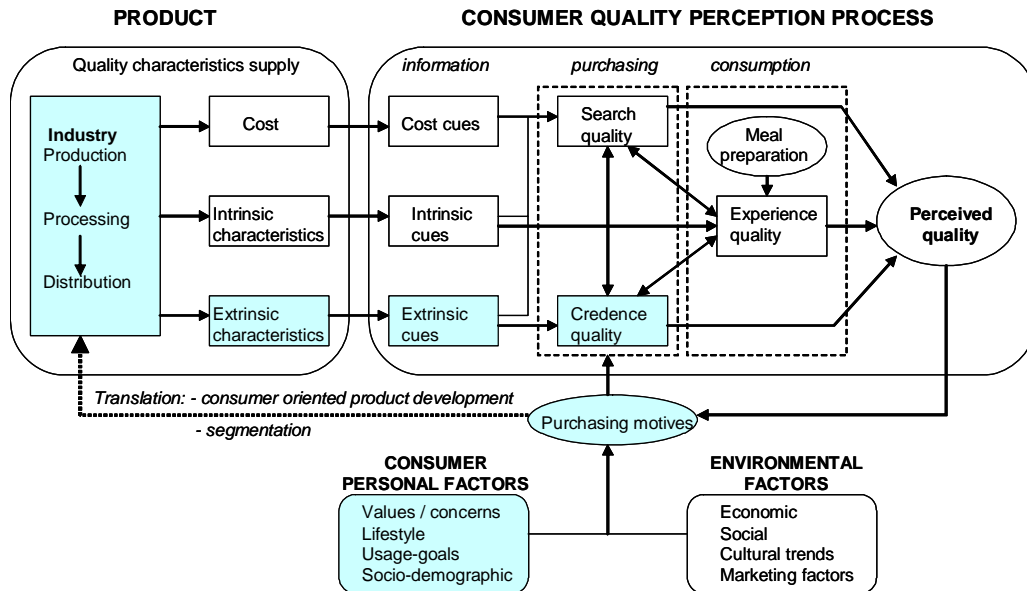 PRODUCT
CONSUMER QUALITY PERCEPTION PROCESS
Quality characteristics supply
information
purchasing
consumption
Industry
Production
Processing
Distribution
Cost
Intrinsic
characteristics
Extrinsic
characteristics
Cost cues
Intrinsic
cues
Extrinsic
cues
Search
quality
Credence
quality
Meal
preparation
Experience
quality
Perceived
quality
Translation: - consumer oriented product development
- segmentation
Purchasing motives
CONSUMER
PERSONAL FACTORS
Values / concerns
Lifestyle
Usage-goals
Socio-demographic
ENVIRONMENTAL
FACTORS
Economic
Social
Cultural trends
Marketing factors